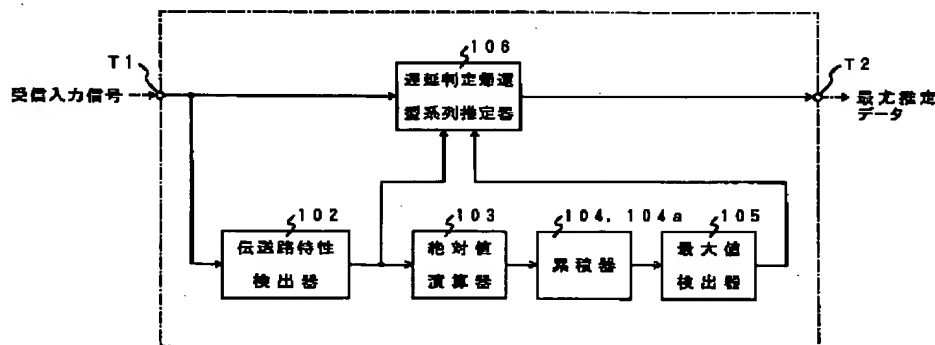 T1
受信入力信号
106
遅延判定帰還
型系列推定器
T2
最尤推定
データ
102
伝送路特性
検出器
103
絶対値
演算器
104, 104a
累積器
105
最大値
検出器